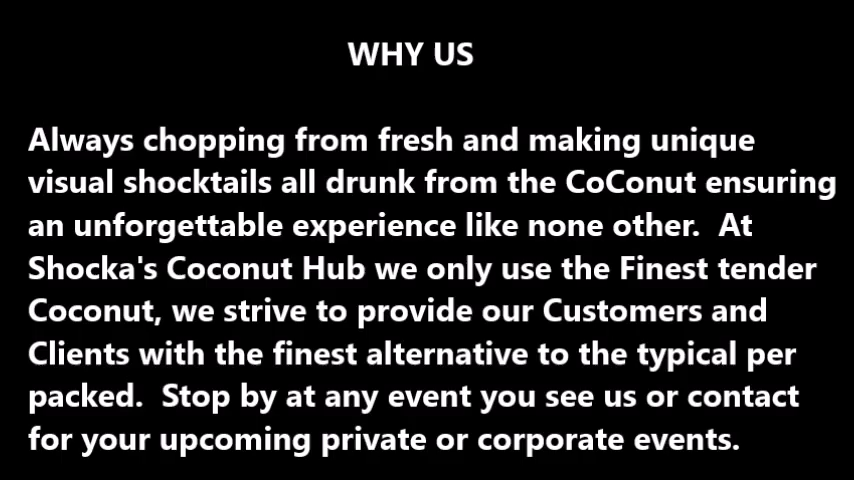 WHY US
Always chopping from fresh and making unique
visual shocktails all drunk from the CoConut ensuring
an unforgettable experience like none other.  At
Shocka's Coconut Hub we only use the Finest tender
Coconut, we strive to provide our Customers and
Clients with the finest alternative to the typical per
packed.  Stop by at any event you see us or contact
for your upcoming private or corporate events.